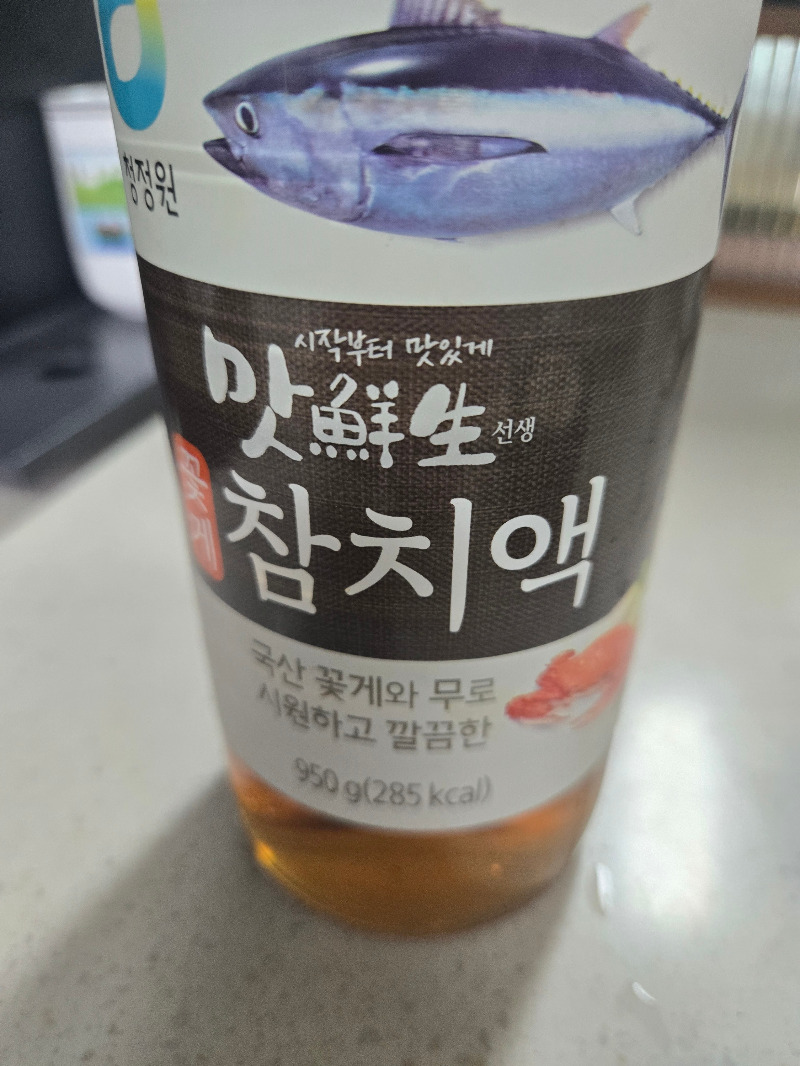 청정원
시작부터 맛있게
맛鮮生 선생
꽃게
참치액
국산 꽃게와 무로
시원하고 깔끔한
950 g(285 kcal)